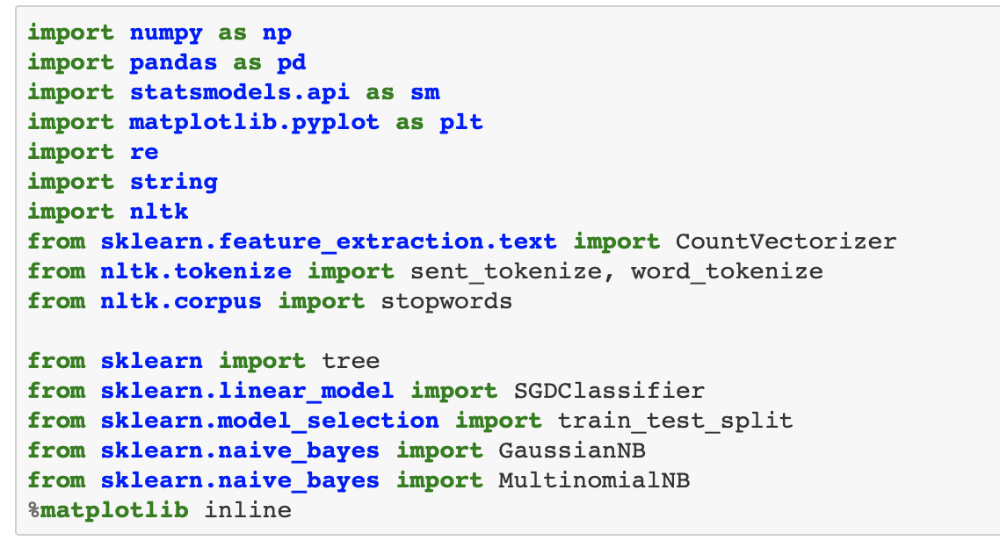 import numpy as np
import pandas as pd
import statsmodels.api as sm
import matplotlib.pyplot as plt
import re
import string
import nltk
from sklearn.feature_extraction.text import CountVectorizer
from nltk.tokenize import sent_tokenize, word_tokenize
from nltk.corpus import stopwords

from sklearn import tree
from sklearn.linear_model import SGDClassifier
from sklearn.model_selection import train_test_split
from sklearn.naive_bayes import GaussianNB
from sklearn.naive_bayes import MultinomialNB
%matplotlib inline